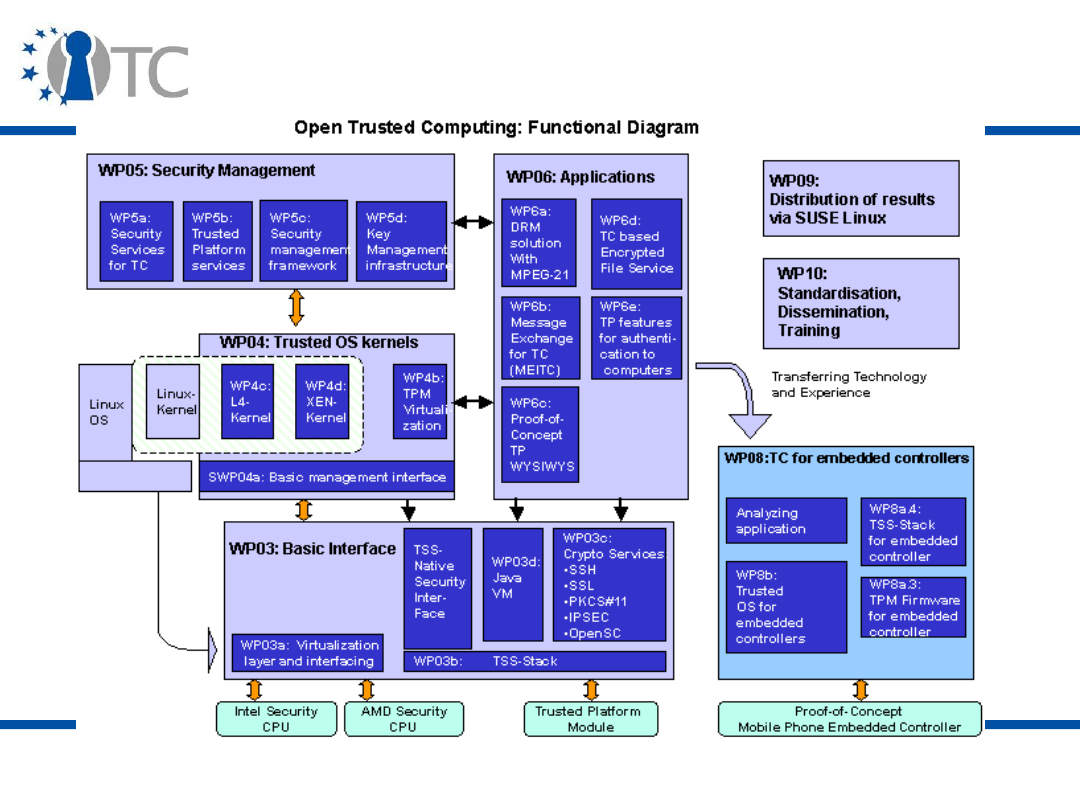 TC
Open Trusted Computing: Functional Diagram
WP05: Security Management
WP5a:
Security
Services
for TC
WP5b:
Trusted
Platform
services
WP5c:
Security
management
framework
WP5d:
Key
Management
infrastructure
WP06: Applications
WP6a:
DRM
solution
With
MPEG-21
WP6d:
TC based
Encrypted
File Service
WP6b:
Message
Exchange
for TC
(MEITC)
WP6e:
TP features
for authenti-
cation to
computers
WP6c:
Proof-of-
Concept
TP
WYSIWYS
WP09:
Distribution of results
via SUSE Linux
WP10:
Standardisation,
Dissemination,
Training
Transferring Technology
and Experience
WP04: Trusted OS kernels
Linux
OS
Linux-
Kernel
WP4c:
L4-
Kernel
WP4d:
XEN-
Kernel
WP4b:
TPM
Virtuali-
zation
SWP04a: Basic management interface
WP03: Basic Interface
TSS-
Native
Security
Inter-
Face
WP03d:
Java
VM
WP03c:
Crypto Services
•SSH
•SSL
•PKCS#11
•IPSEC
•OpenSC
WP03a: Virtualization
layer and interfacing
WP03b: TSS-Stack
WP08:TC for embedded controllers
Analyzing
application
WP8a.4:
TSS-Stack
for embedded
controller
WP8b:
Trusted
OS for
embedded
controllers
WP8a.3:
TPM Firmware
for embedded
controller
Intel Security
CPU
AMD Security
CPU
Trusted Platform
Module
Proof-of-Concept
Mobile Phone Embedded Controller